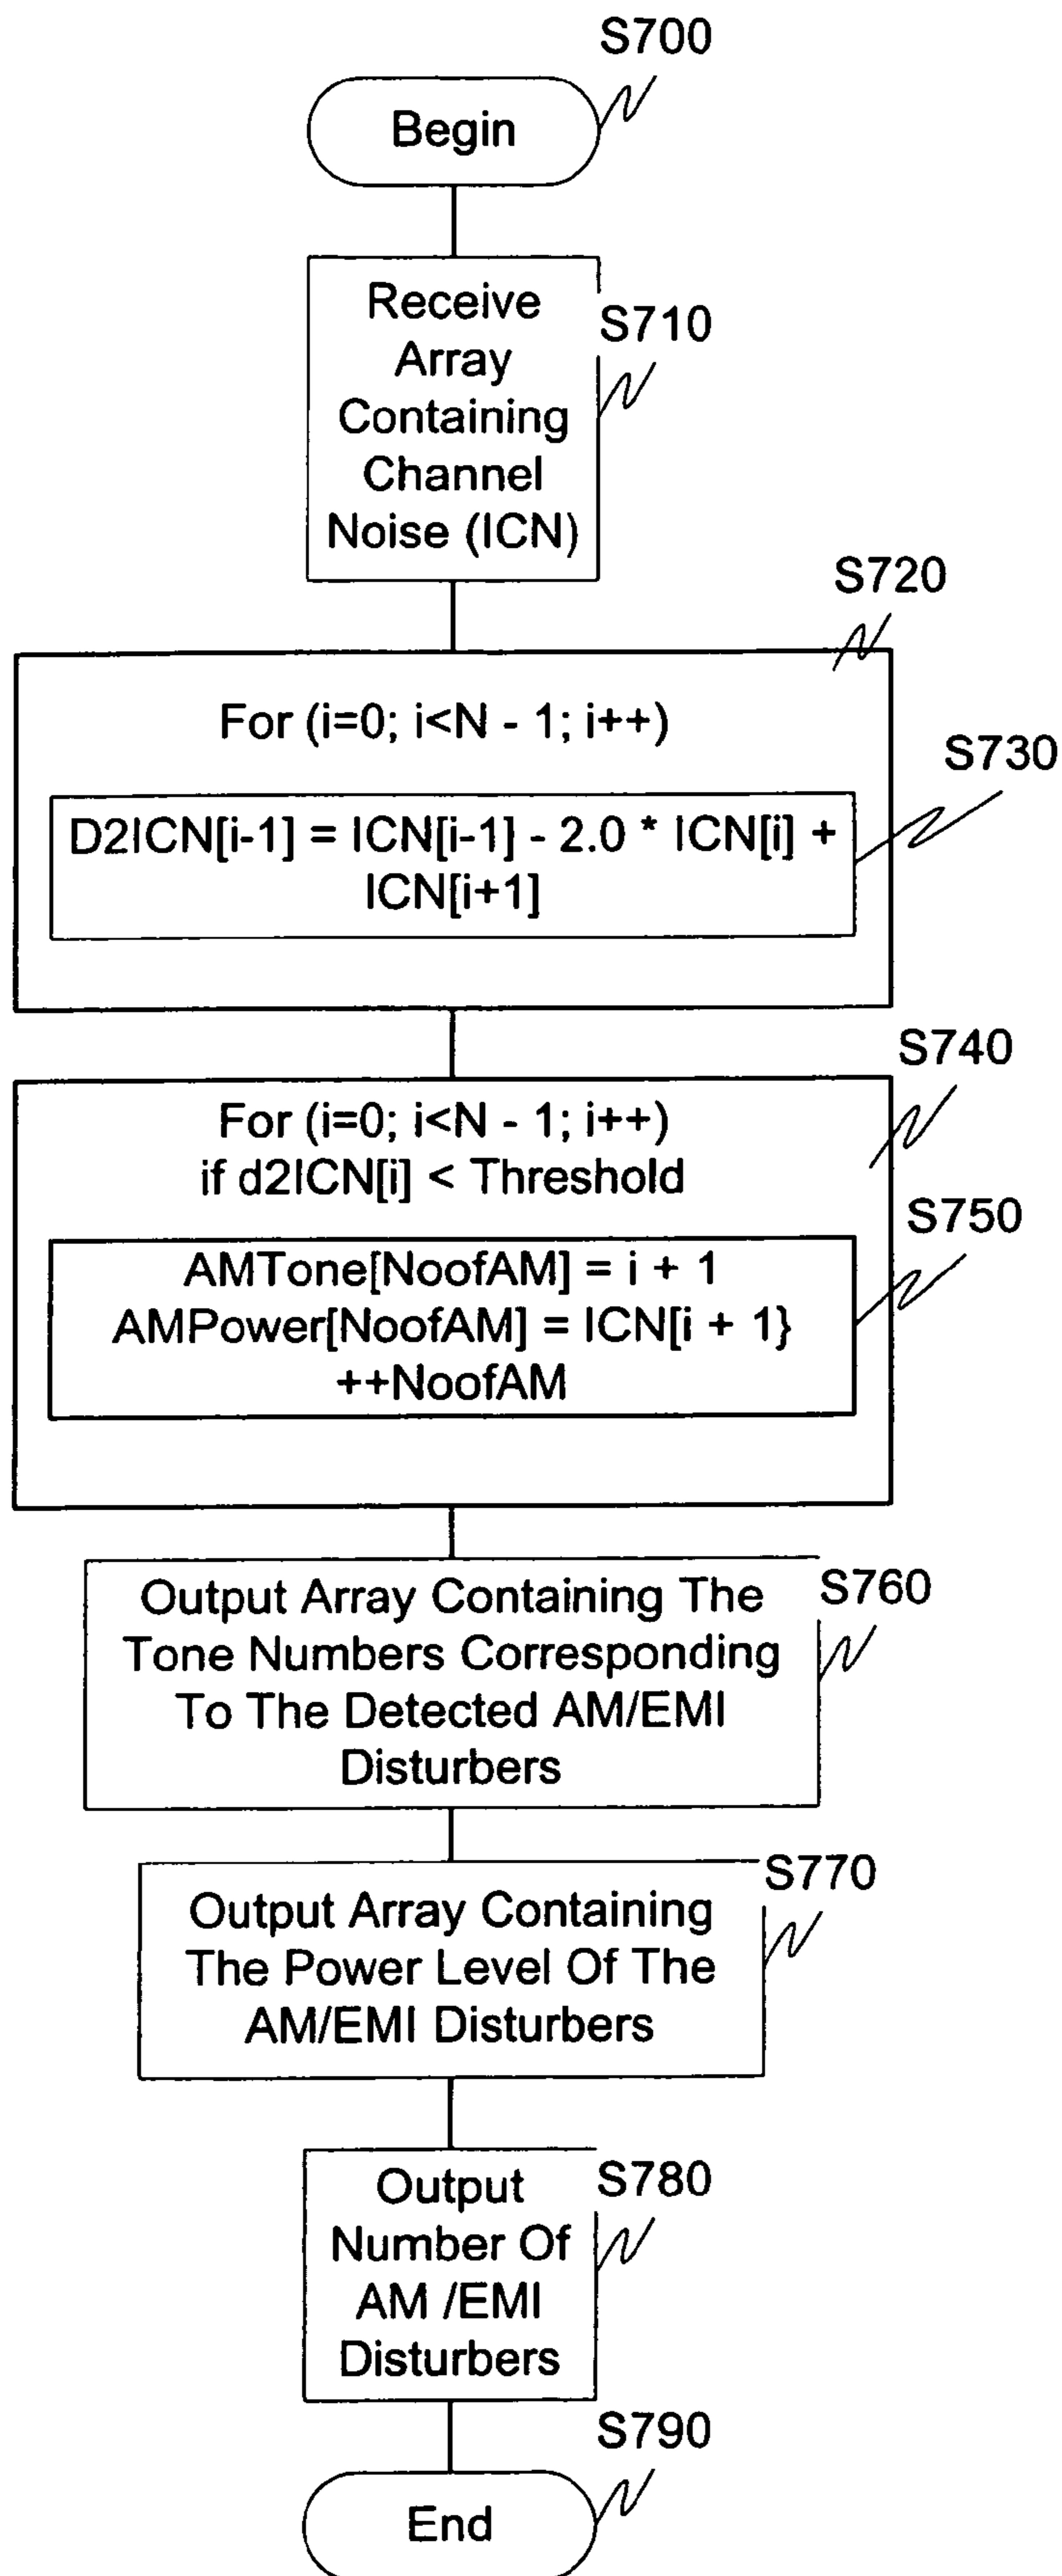 S700
Begin
Receive
Array
Containing
Channel
Noise (ICN)
S710
S720
For (i=0; i<N - 1; i++)
S730
D2ICN[i-1] = ICN[i-1] - 2.0 * ICN[i] +
ICN[i+1]
S740
For (i=0; i<N - 1; i++)
if d2ICN[i] < Threshold
S750
AMTone[NoofAM] = i + 1
AMPower[NoofAM] = ICN[i + 1}
++NoofAM
S760
Output Array Containing The
Tone Numbers Corresponding
To The Detected AM/EMI
Disturbers
S770
Output Array Containing
The Power Level Of The
AM/EMI Disturbers
S780
Output
Number Of
AM /EMI
Disturbers
S790
End